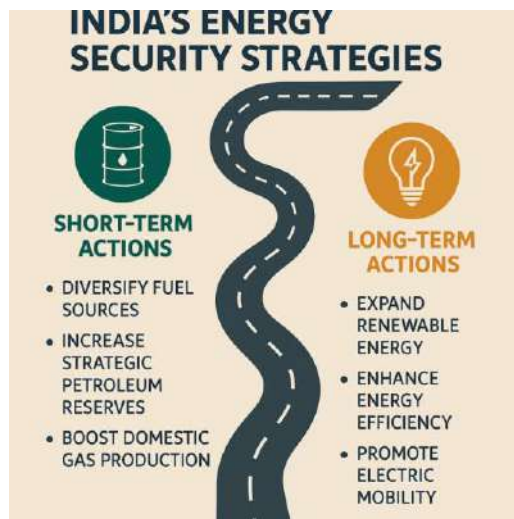 INDIA'S ENERGY
SECURITY STRATEGIES
SHORT-TERM
ACTIONS
• DIVERSIFY FUEL
SOURCES
• INCREASE
STRATEGIC
PETROLEUM
RESERVES
• BOOST DOMESTIC
GAS PRODUCTION
LONG-TERM
ACTIONS
• EXPAND
RENEWABLE
ENERGY
• ENHANCE
ENERGY
EFFICIENCY
• PROMOTE
ELECTRIC
MOBILITY